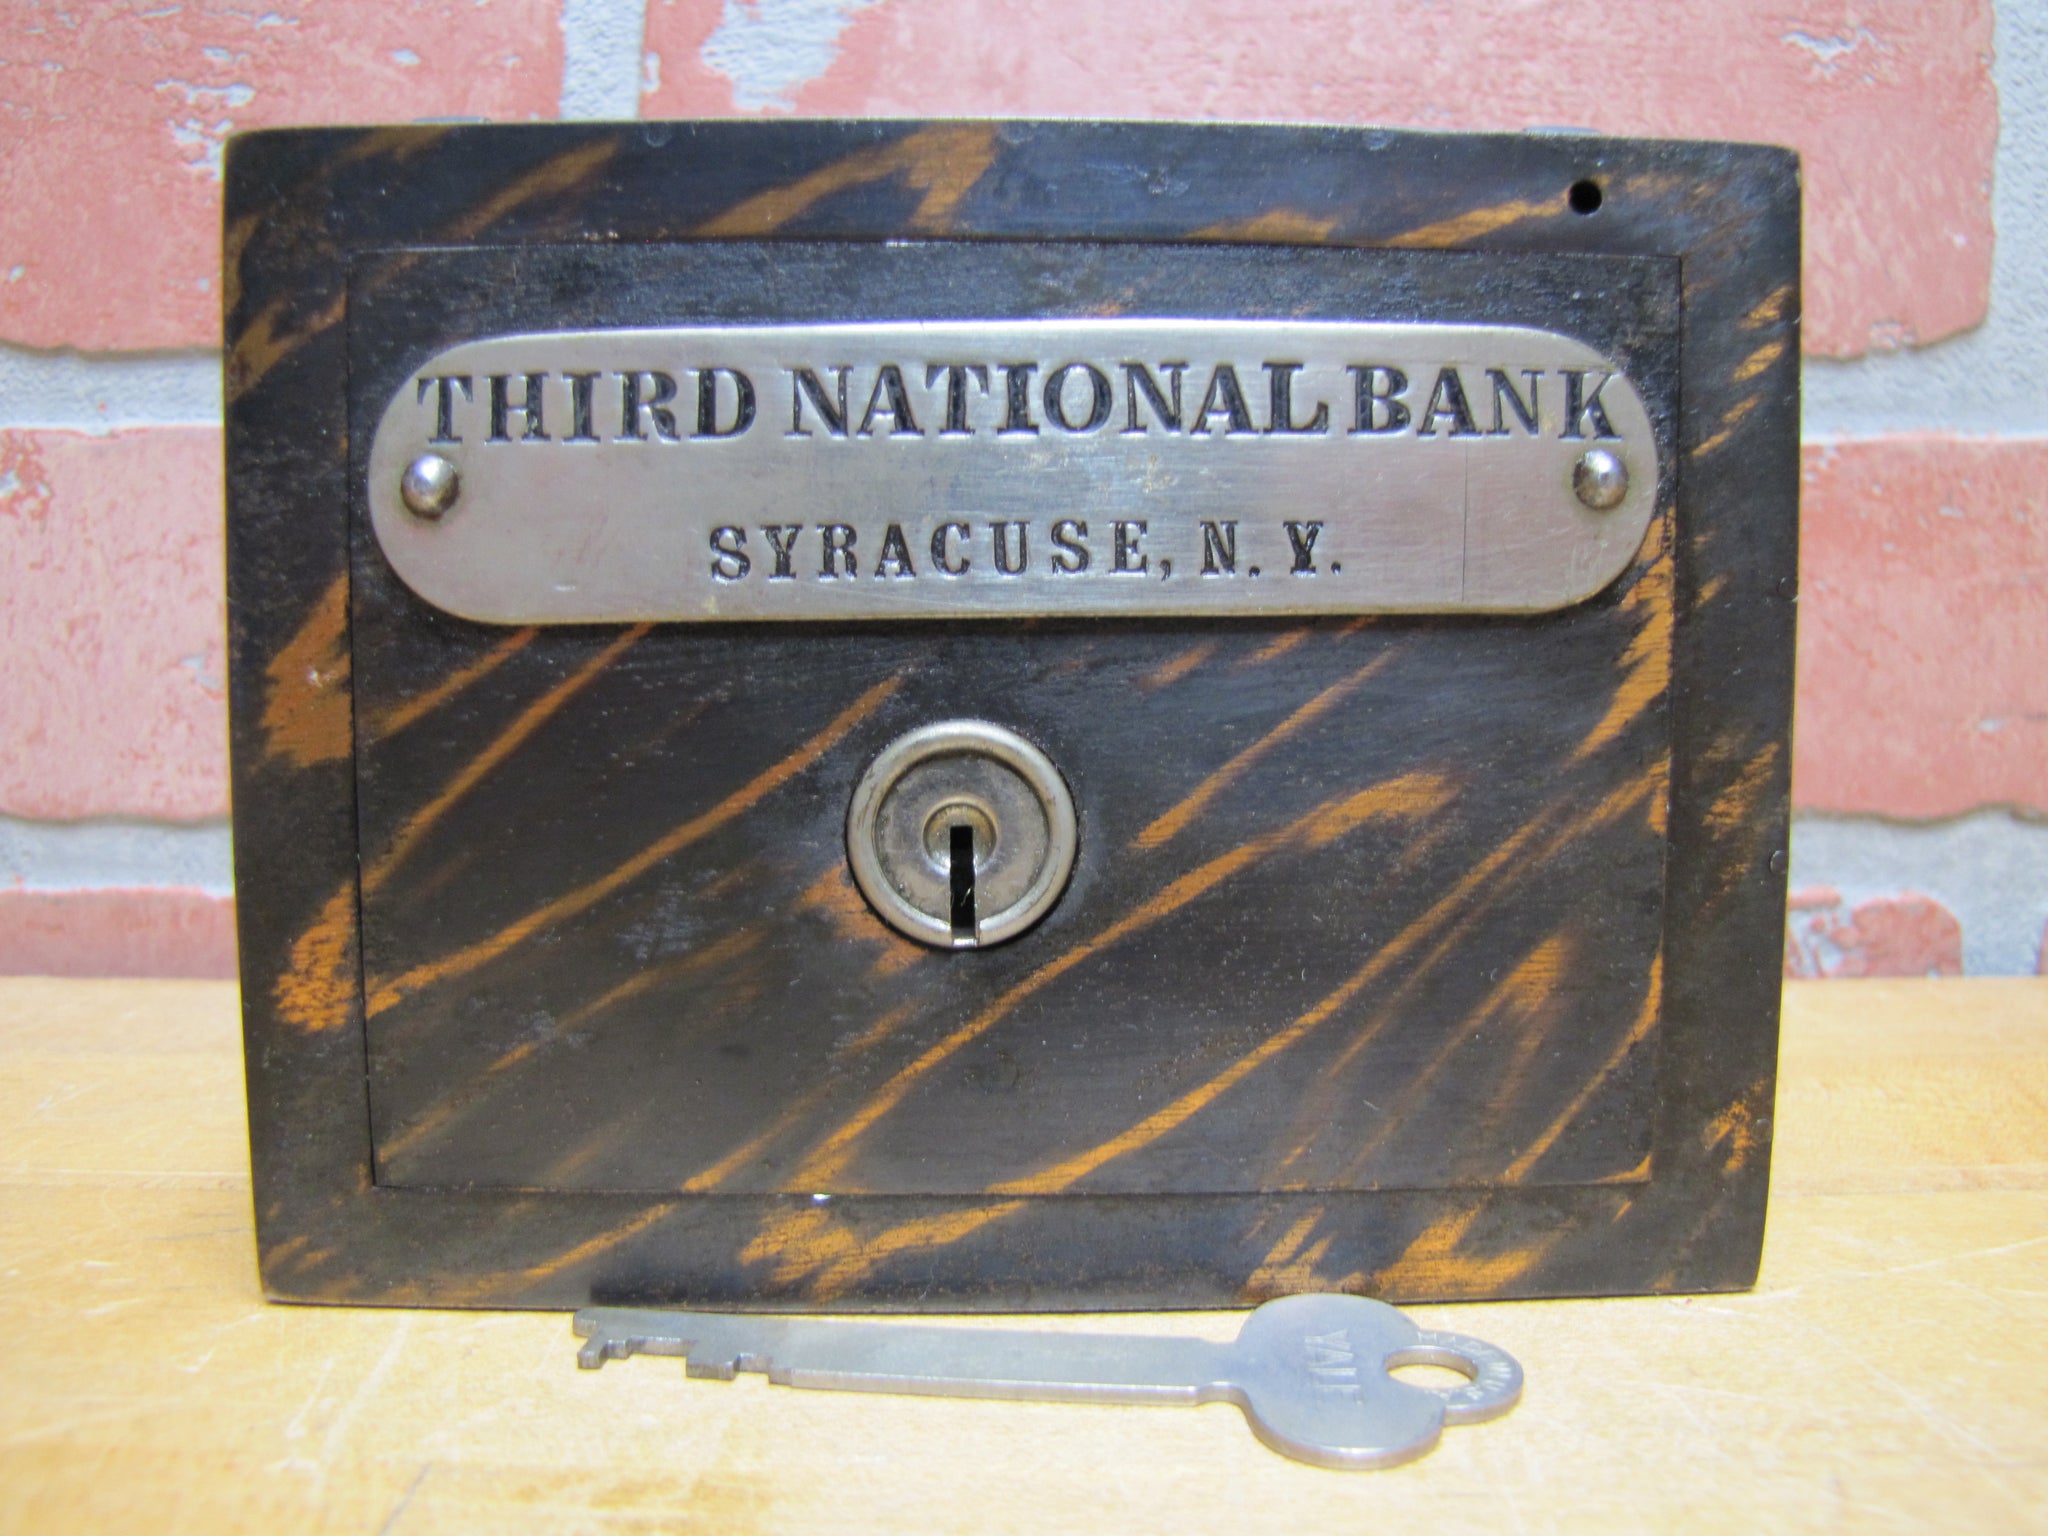 THIRD NATIONAL BANK
SYRACUSE, N. Y.
YALE